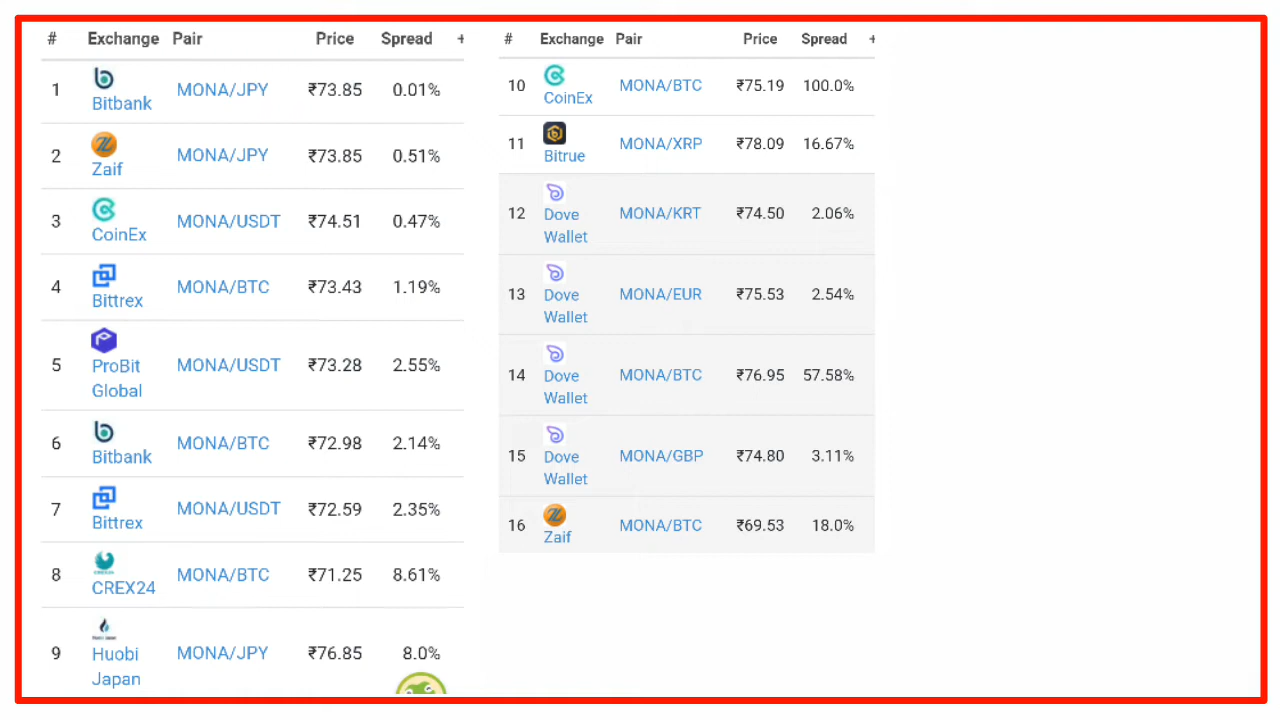 # Exchange Pair Price Spread +
1 Bitbank MONA/JPY ₹73.85 0.01%
2 Zaif MONA/JPY ₹73.85 0.51%
3 CoinEx MONA/USDT ₹74.51 0.47%
4 Bittrex MONA/BTC ₹73.43 1.19%
5 ProBit Global MONA/USDT ₹73.28 2.55%
6 Bitbank MONA/BTC ₹72.98 2.14%
7 Bittrex MONA/USDT ₹72.59 2.35%
8 CREX24 MONA/BTC ₹71.25 8.61%
9 Huobi Japan MONA/JPY ₹76.85 8.0%
# Exchange Pair Price Spread +
10 CoinEx MONA/BTC ₹75.19 100.0%
11 Bitrue MONA/XRP ₹78.09 16.67%
12 Dove Wallet MONA/KRT ₹74.50 2.06%
13 Dove Wallet MONA/EUR ₹75.53 2.54%
14 Dove Wallet MONA/BTC ₹76.95 57.58%
15 Dove Wallet MONA/GBP ₹74.80 3.11%
16 Zaif MONA/BTC ₹69.53 18.0%